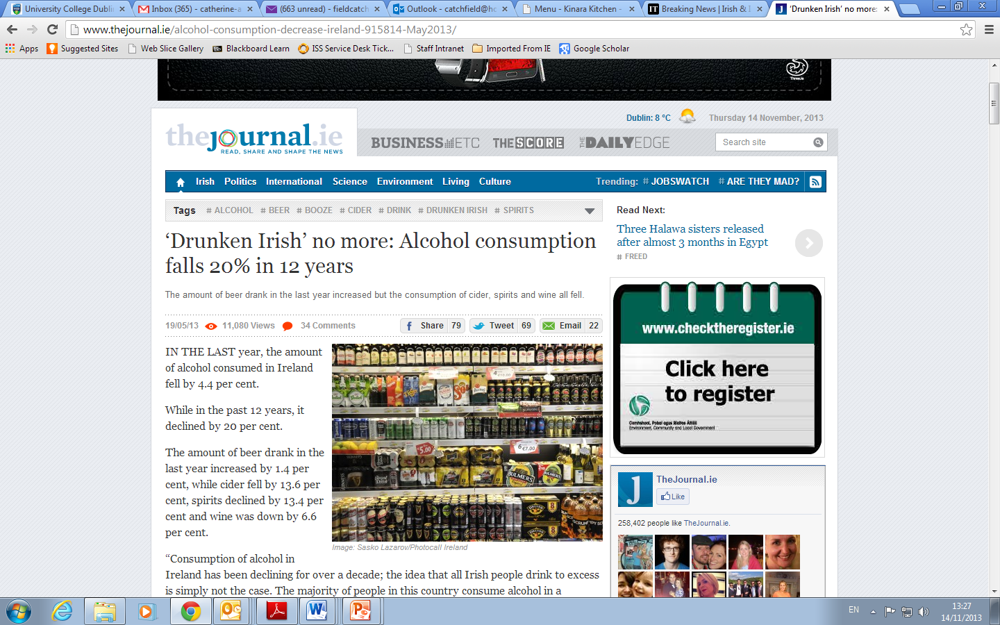 University College Dublin
Inbox (365) - catherine-a
(663 unread) - fieldcatch
Outlook - catchfield@ho
Menu - Kinara Kitchen -
Breaking News | Irish & I
'Drunken Irish' no more:
www.thejournal.ie/alcohol-consumption-decrease-ireland-915814-May2013/
Apps
Suggested Sites
Web Slice Gallery
Bb
Blackboard Learn
ISS Service Desk Tick...
Staff Intranet
Imported From IE
Google Scholar
Three.ie
Dublin: 8 °C
Thursday 14 November, 2013
thejournal.ie
READ, SHARE AND SHAPE THE NEWS
BUSINESS ETC
THE SCORE
THE DAILY EDGE
Search site
Irish Politics International Science Environment Living Culture
Trending: # JOBSWATCH # ARE THEY MAD?
Tags # ALCOHOL # BEER # BOOZE # CIDER # DRINK # DRUNKEN IRISH # SPIRITS
‘Drunken Irish’ no more: Alcohol consumption
falls 20% in 12 years
The amount of beer drank in the last year increased but the consumption of cider, spirits and wine all fell.
19/05/13 11,080 Views 34 Comments
Share 79
Tweet 69
Email 22
IN THE LAST year, the amount
of alcohol consumed in Ireland
fell by 4.4 per cent.
While in the past 12 years, it
declined by 20 per cent.
The amount of beer drank in the
last year increased by 1.4 per
cent, while cider fell by 13.6 per
cent, spirits declined by 13.4 per
cent and wine was down by 6.6
per cent.
5.00
6 €7.00
BULMERS
BULMERS
Image: Sasko Lazarov/Photocall Ireland
“Consumption of alcohol in
Ireland has been declining for over a decade; the idea that all Irish people drink to excess
is simply not the case. The majority of people in this country consume alcohol in a
Read Next:
Three Halawa sisters released
after almost 3 months in Egypt
# FREED
www.checktheregister.ie
Click here
to register
Comhshaol, Pobal agus Rialtas Áitiúil
Environment, Community and Local Government
J
TheJournal.ie
Like
258,402 people like TheJournal.ie.
EN
13:27
14/11/2013